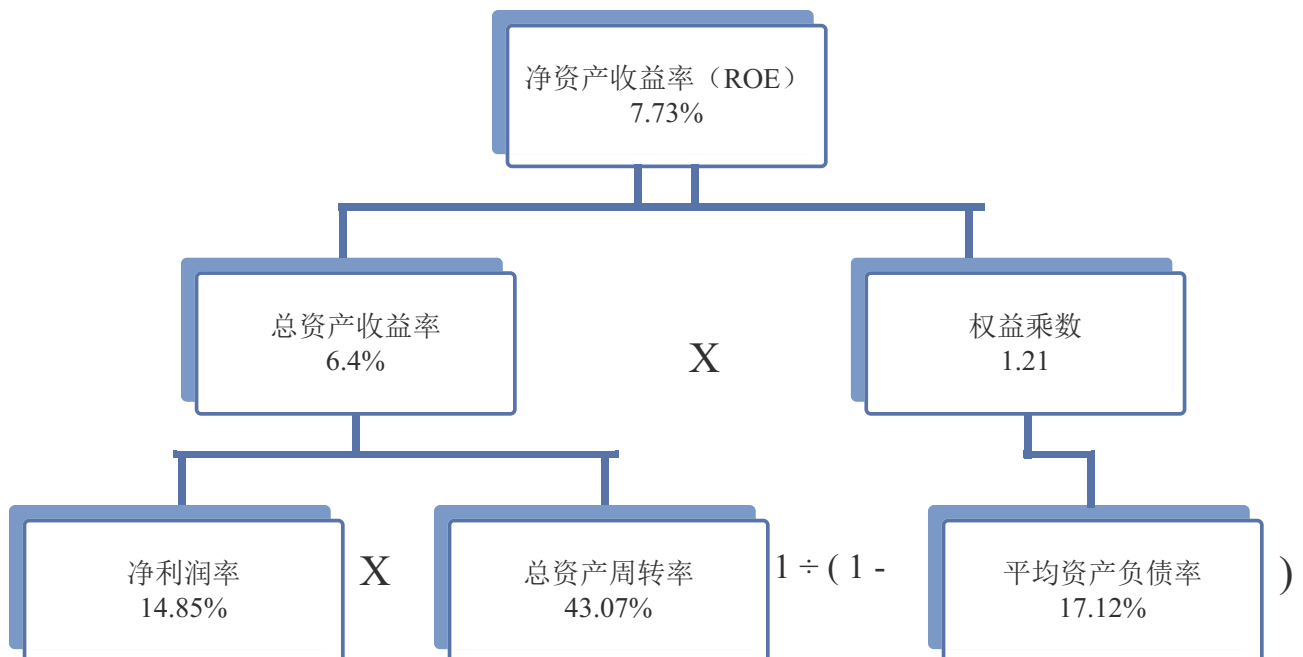 净资产收益率（ROE）
7.73%
总资产收益率
6.4%
X
权益乘数
1.21
净利润率
14.85%
X
总资产周转率
43.07%
1 ÷ ( 1 -
平均资产负债率
17.12%
)